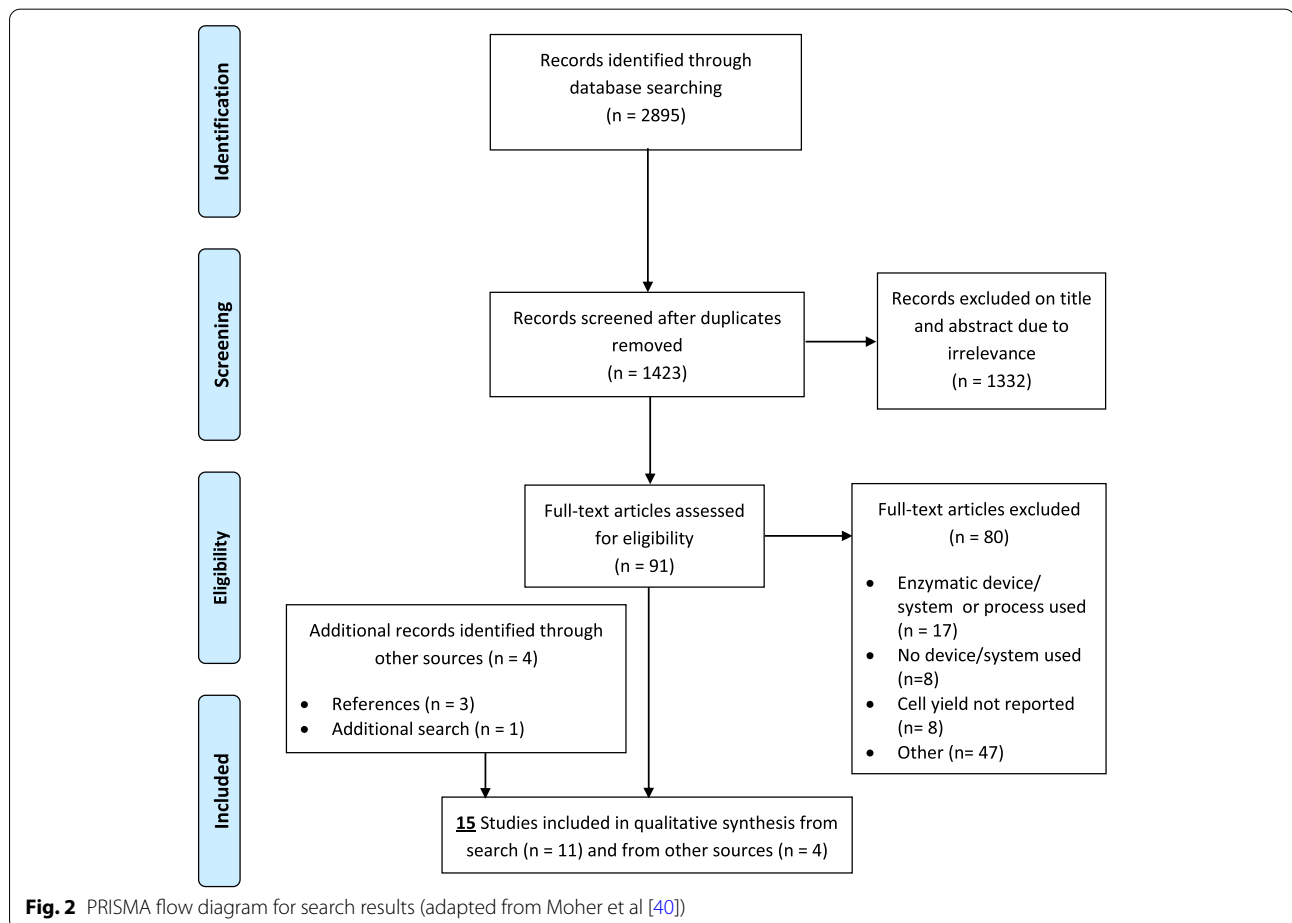 Identification
Records identified through
database searching
(n = 2895)
Screening
Records screened after duplicates
removed
(n = 1423)
Records excluded on title
and abstract due to
irrelevance
(n = 1332)
Eligibility
Full-text articles assessed
for eligibility
(n = 91)
Full-text articles excluded
(n = 80)
• Enzymatic device/
system or process used
(n = 17)
• No device/system used
(n=8)
• Cell yield not reported
(n= 8)
• Other (n= 47)
Additional records identified through
other sources (n = 4)
• References (n = 3)
• Additional search (n = 1)
Included
15 Studies included in qualitative synthesis from
search (n = 11) and from other sources (n = 4)
Fig. 2 PRISMA flow diagram for search results (adapted from Moher et al [40])